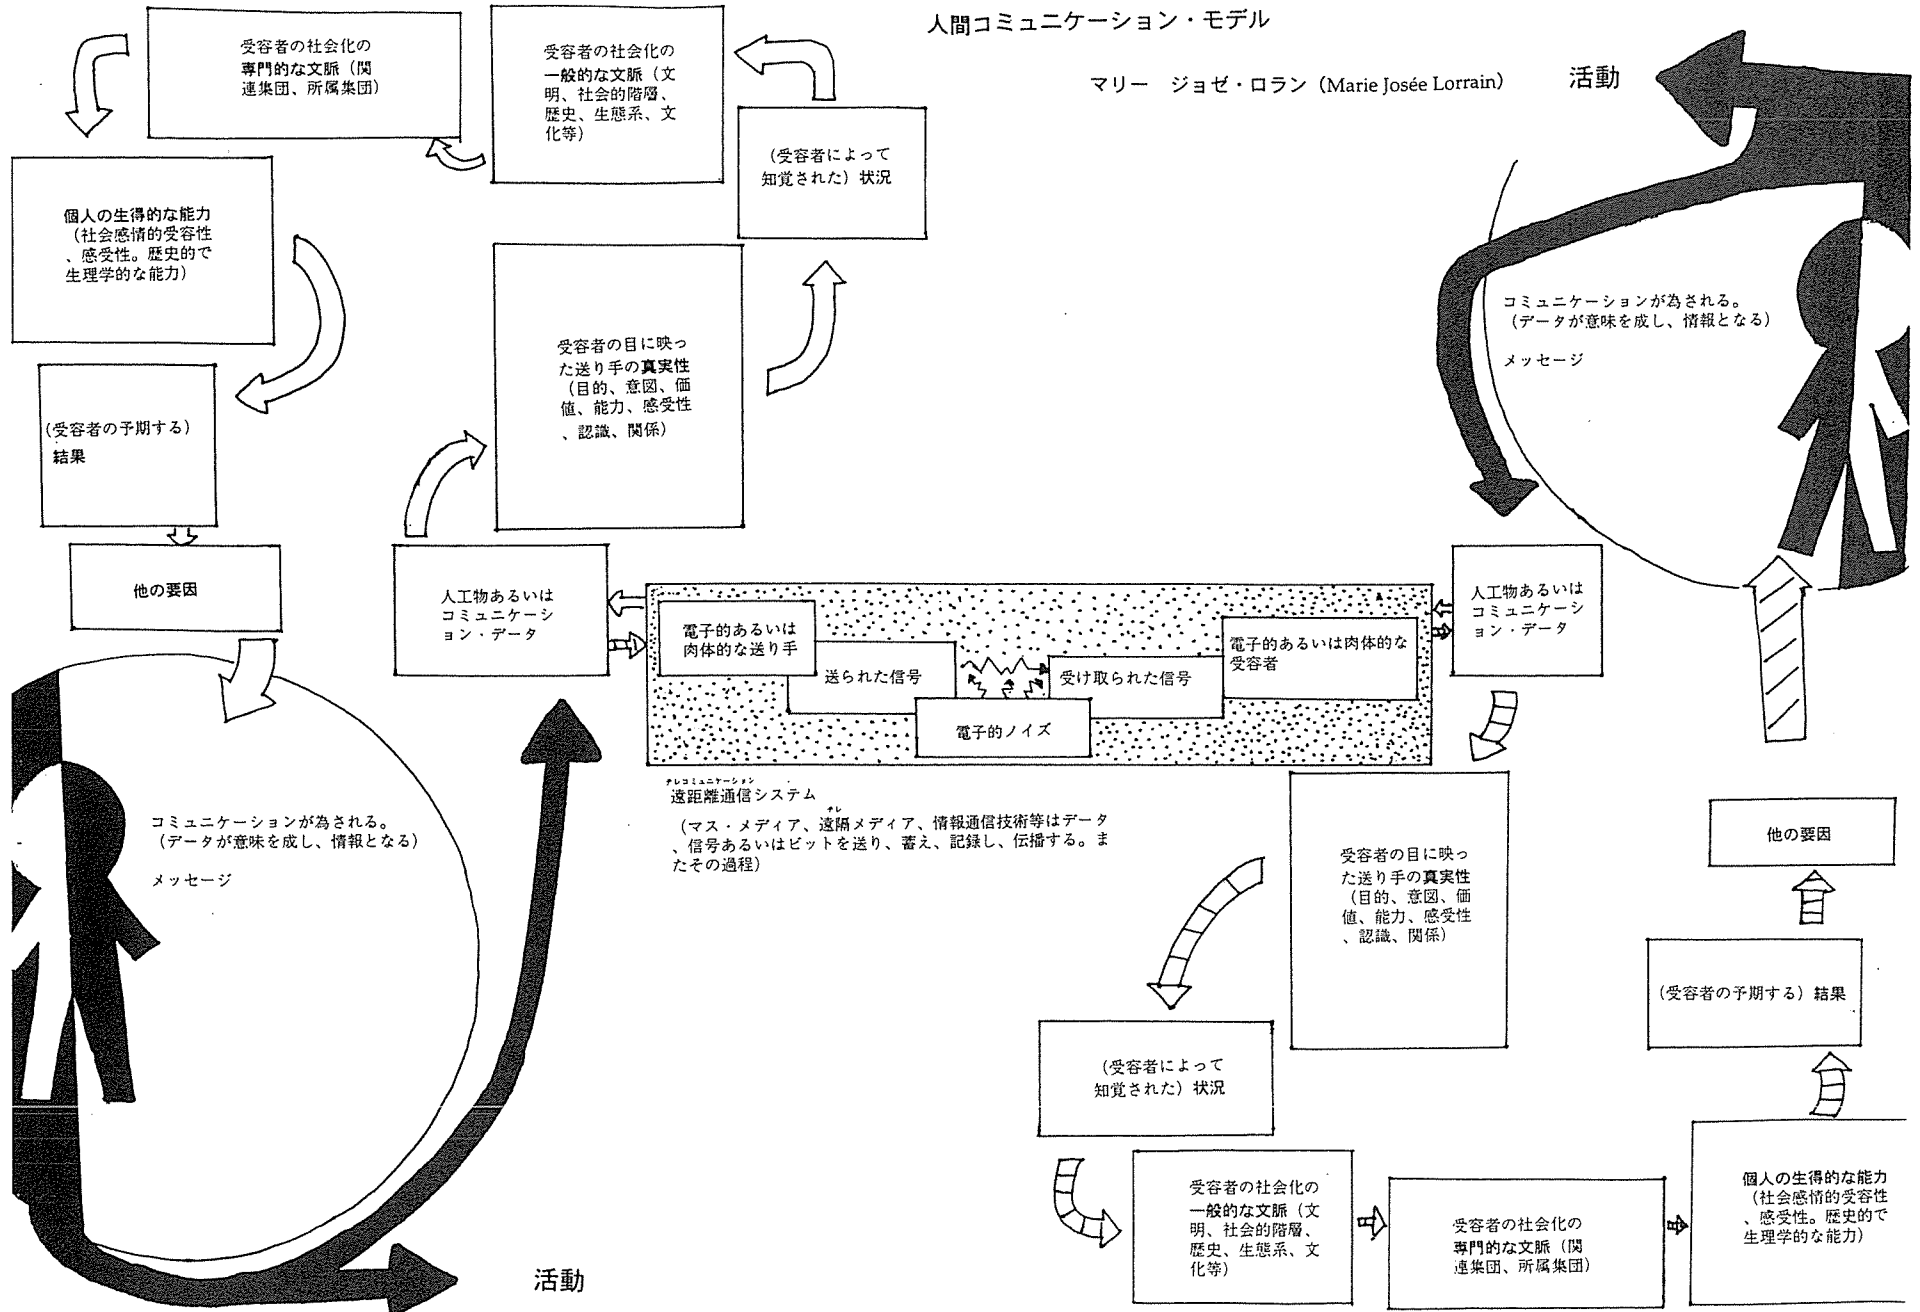 人間コミュニケーション・モデル
マリー　ジョゼ・ロラン（Marie Josée Lorrain）
活動
受容者の社会化の
専門的な文脈（関
連集団、所属集団）
受容者の社会化の
一般的な文脈（文
明、社会的階層、
歴史、生態系、文
化等）
（受容者によって
知覚された）状況
個人の生得的な能力
（社会感情的受容性
、感受性。歴史的で
生理学的な能力）
受容者の目に映っ
た送り手の真実性
（目的、意図、価
値、能力、感受性
、認識、関係）
（受容者の予期する）
結果
他の要因
人工物あるいは
コミュニケーシ
ョン・データ
電子的あるいは
肉体的な送り手
送られた信号
電子的ノイズ
受け取られた信号
電子的あるいは肉体的な
受容者
人工物あるいは
コミュニケーシ
ョン・データ
コミュニケーションが為される。
（データが意味を成し、情報となる）
メッセージ
テレコミュニケーション
遠距離通信システム
テレ
（マス・メディア、遠隔メディア、情報通信技術等はデータ
、信号あるいはビットを送り、蓄え、記録し、伝播する。ま
たその過程）
コミュニケーションが為される。
（データが意味を成し、情報となる）
メッセージ
活動
受容者の目に映っ
た送り手の真実性
（目的、意図、価
値、能力、感受性
、認識、関係）
（受容者によって
知覚された）状況
受容者の社会化の
一般的な文脈（文
明、社会的階層、
歴史、生態系、文
化等）
受容者の社会化の
専門的な文脈（関
連集団、所属集団）
個人の生得的な能力
（社会感情的受容性
、感受性。歴史的で
生理学的な能力）
（受容者の予期する）結果
他の要因